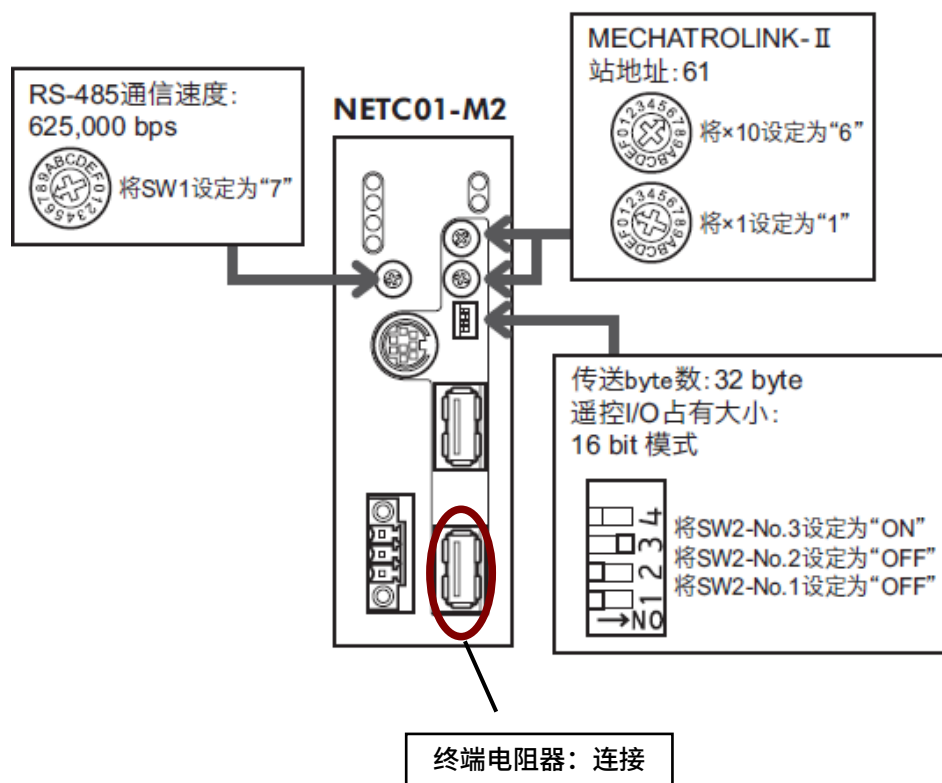 RS-485通信速度:
625,000 bps
9ABCDEF012345678
将SW1设定为“7”
NETC01-M2
MECHATROLINK-Ⅱ
站地址:61
0123456789ABCDEF
将×10设定为“6”
0123456789ABCDEF
将×1设定为“1”
传送byte数:32 byte
遥控I/O占有大小:
16 bit 模式
4
3
2
1
→NO
将SW2-No.3设定为“ON”
将SW2-No.2设定为“OFF”
将SW2-No.1设定为“OFF”
终端电阻器：连接